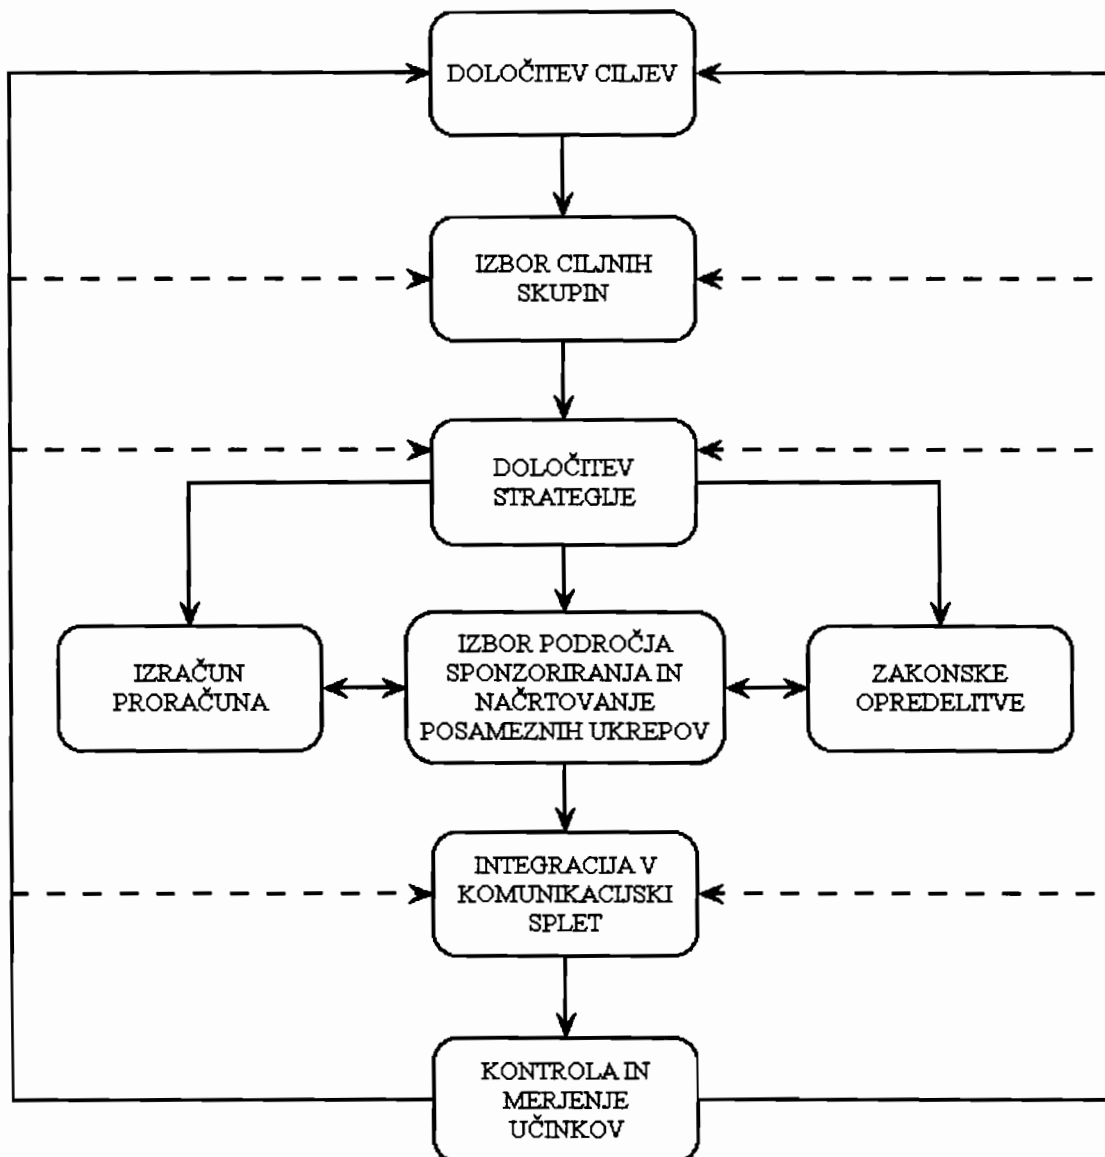 DOLOČITEV CILJEV
IZBOR CILJNIH
SKUPIN
DOLOČITEV
STRATEGIJE
IZRAČUN
PRORAČUNA
IZBOR PODROČJA
SPONZORIRANJA IN
NAČRTOVANJE
POSAMEZNIH UKREPOV
ZAKONSKE
OPREDELITVE
INTEGRACIJA V
KOMUNIKACIJSKI
SPLET
KONTROLA IN
MERJENJE
UČINKOV